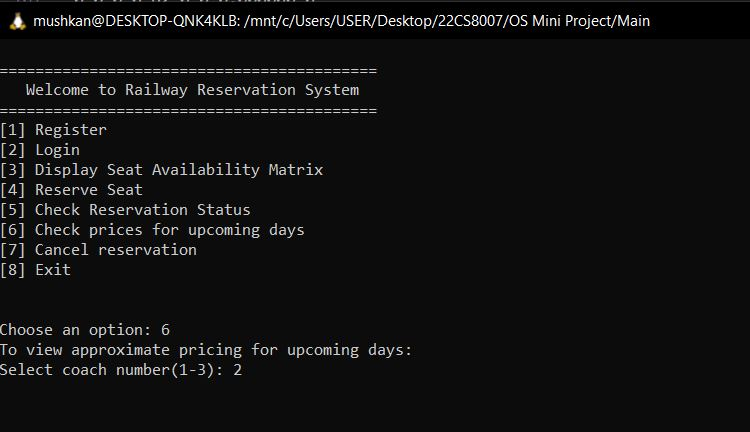 mushkan@DESKTOP-QNK4KLB: /mnt/c/Users/USER/Desktop/22CS8007/OS Mini Project/Main
==========================================
   Welcome to Railway Reservation System
==========================================
[1] Register
[2] Login
[3] Display Seat Availability Matrix
[4] Reserve Seat
[5] Check Reservation Status
[6] Check prices for upcoming days
[7] Cancel reservation
[8] Exit
Choose an option: 6
To view approximate pricing for upcoming days:
Select coach number(1-3): 2